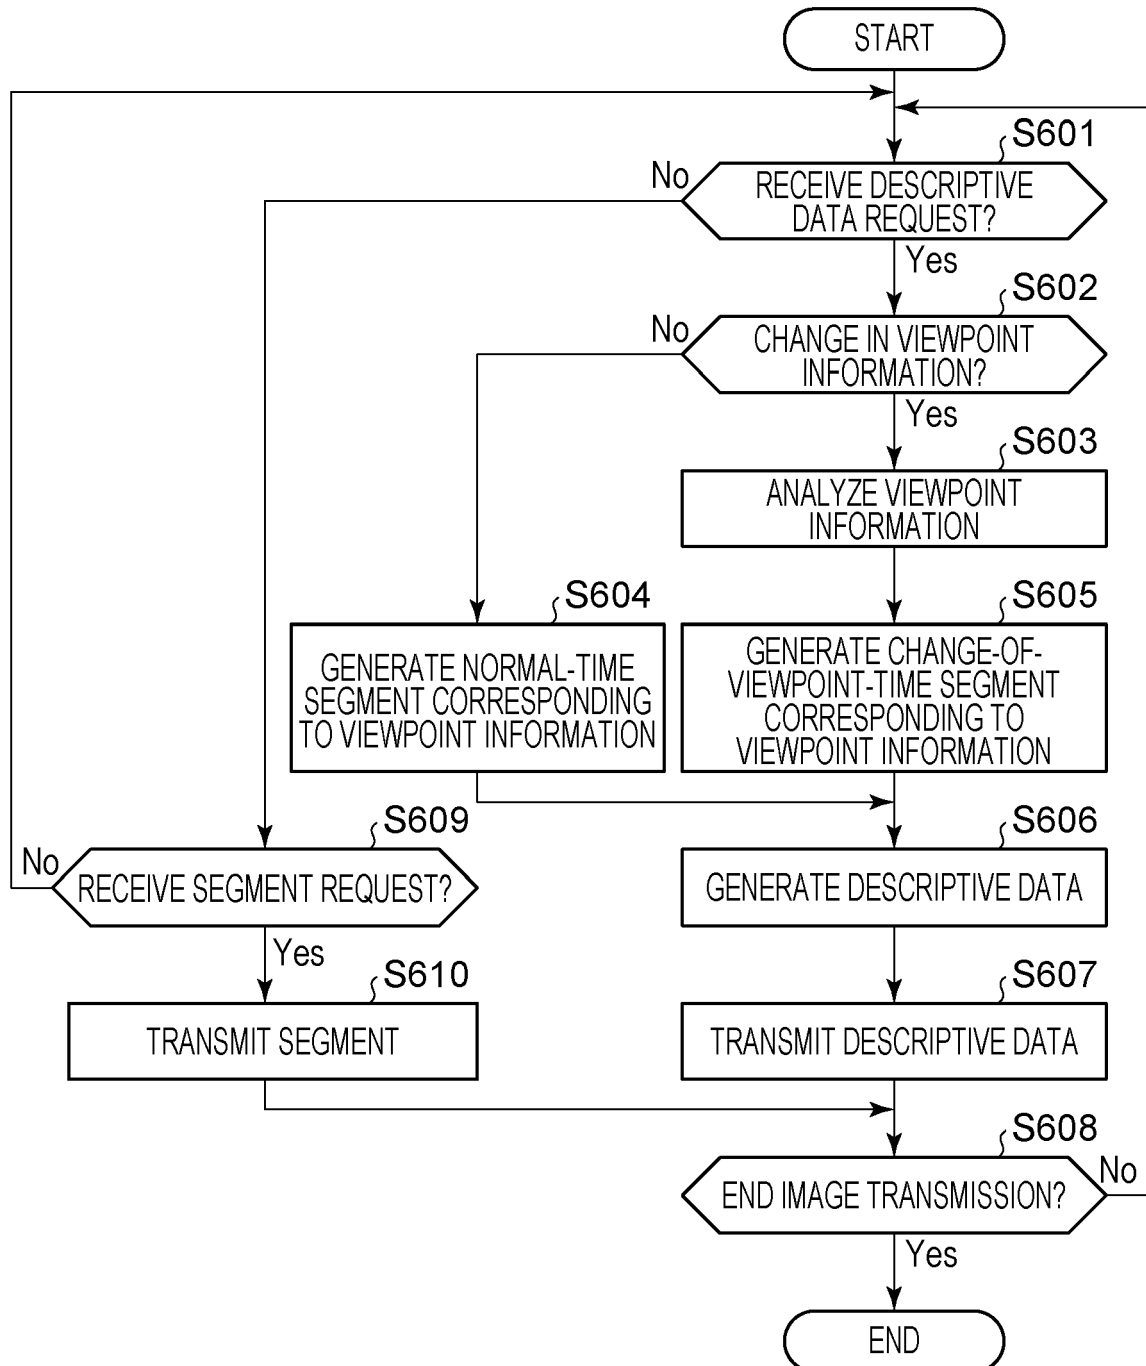 START
S601
No
RECEIVE DESCRIPTIVE
DATA REQUEST?
Yes
S602
No
CHANGE IN VIEWPOINT
INFORMATION?
Yes
S603
ANALYZE VIEWPOINT
INFORMATION
S604
GENERATE NORMAL-TIME
SEGMENT CORRESPONDING
TO VIEWPOINT INFORMATION
S605
GENERATE CHANGE-OF-
VIEWPOINT-TIME SEGMENT
CORRESPONDING TO
VIEWPOINT INFORMATION
S609
No
RECEIVE SEGMENT REQUEST?
Yes
S606
GENERATE DESCRIPTIVE DATA
S610
TRANSMIT SEGMENT
S607
TRANSMIT DESCRIPTIVE DATA
S608
END IMAGE TRANSMISSION?
No
Yes
END